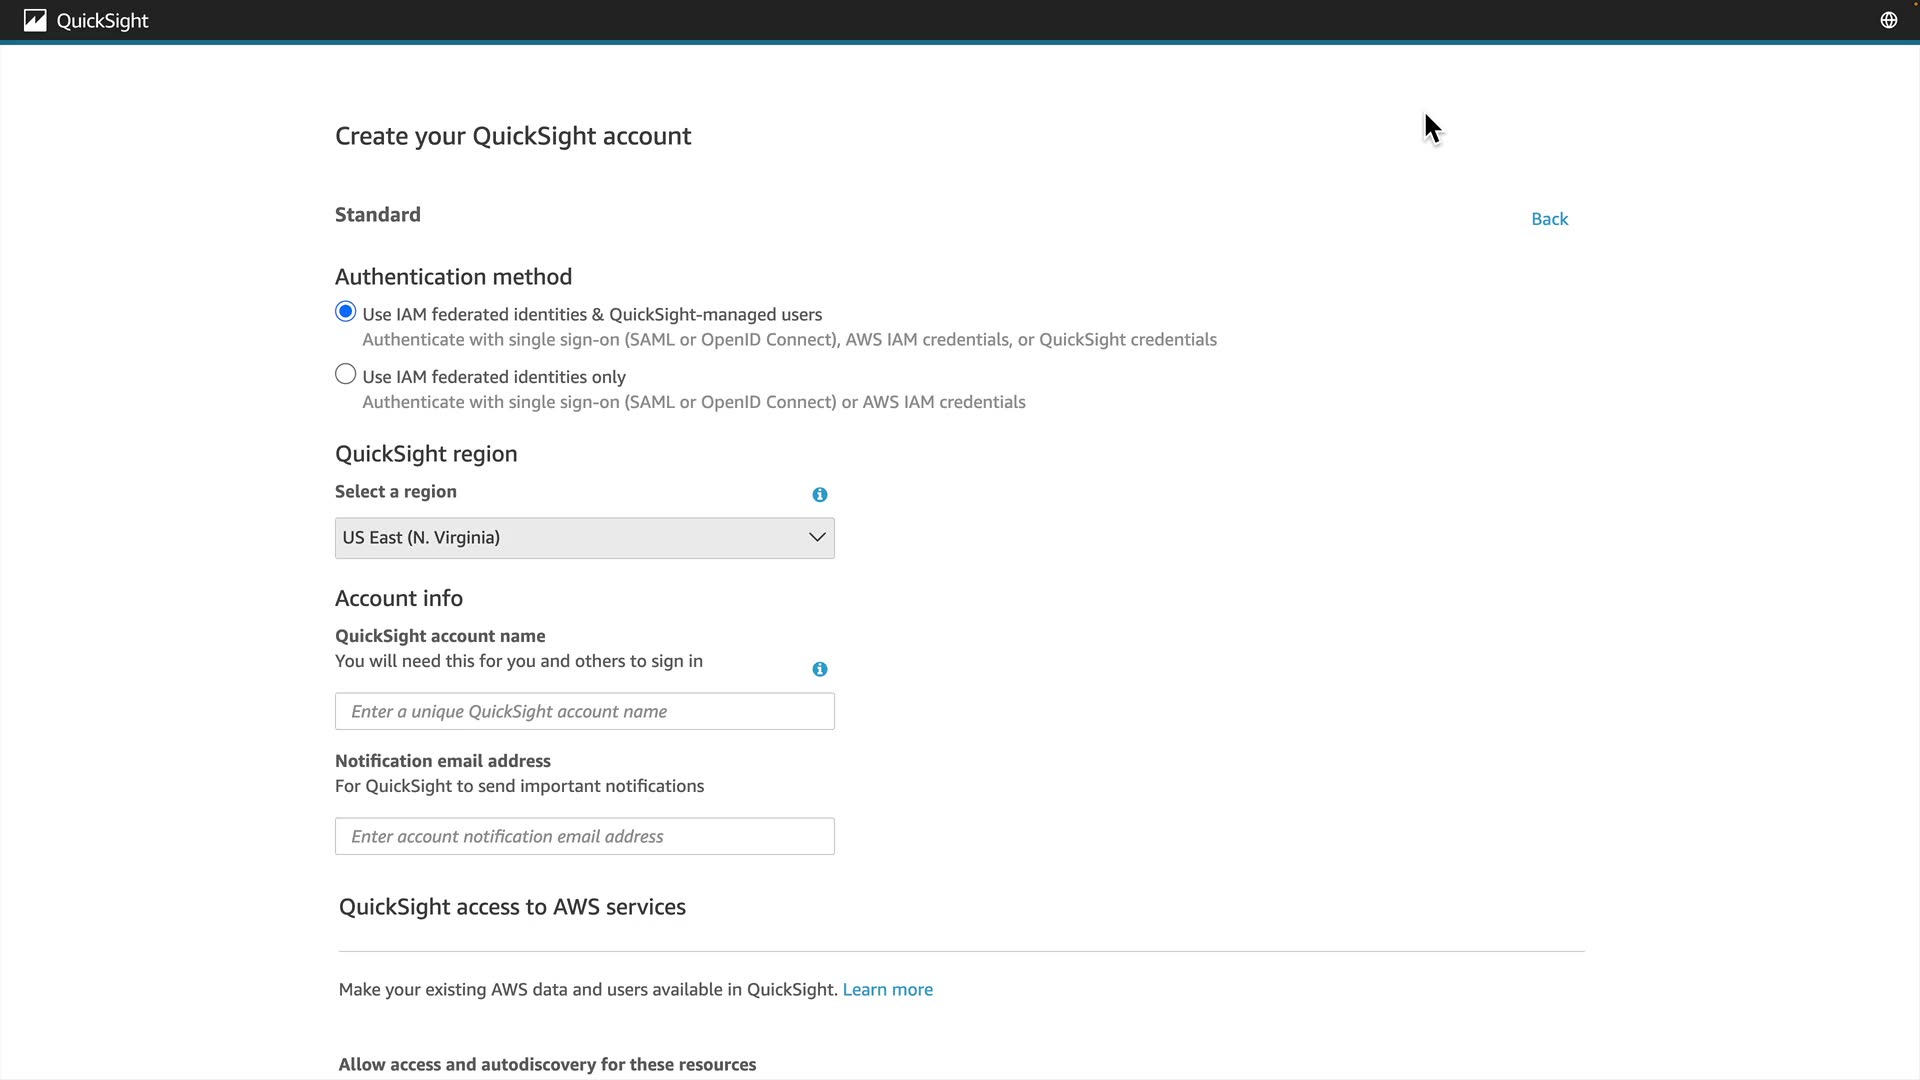 QuickSight
Create your QuickSight account
Standard
Back
Authentication method
Use IAM federated identities & QuickSight-managed users
Authenticate with single sign-on (SAML or OpenID Connect), AWS IAM credentials, or QuickSight credentials
Use IAM federated identities only
Authenticate with single sign-on (SAML or OpenID Connect) or AWS IAM credentials
QuickSight region
Select a region
US East (N. Virginia)
Account info
QuickSight account name
You will need this for you and others to sign in
Enter a unique QuickSight account name
Notification email address
For QuickSight to send important notifications
Enter account notification email address
QuickSight access to AWS services
Make your existing AWS data and users available in QuickSight. Learn more
Allow access and autodiscovery for these resources